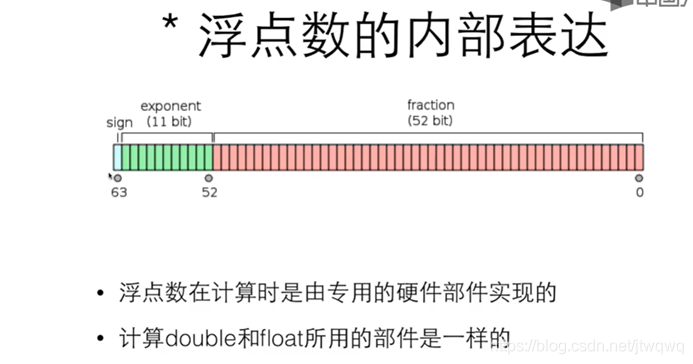 * 浮点数的内部表达
exponent
fraction
sign
(11 bit)
(52 bit)
63
52
0
• 浮点数在计算时是由专用的硬件部件实现的
• 计算double和float所用的部件是一样的
https://blog.csdn.net/jtwqwq